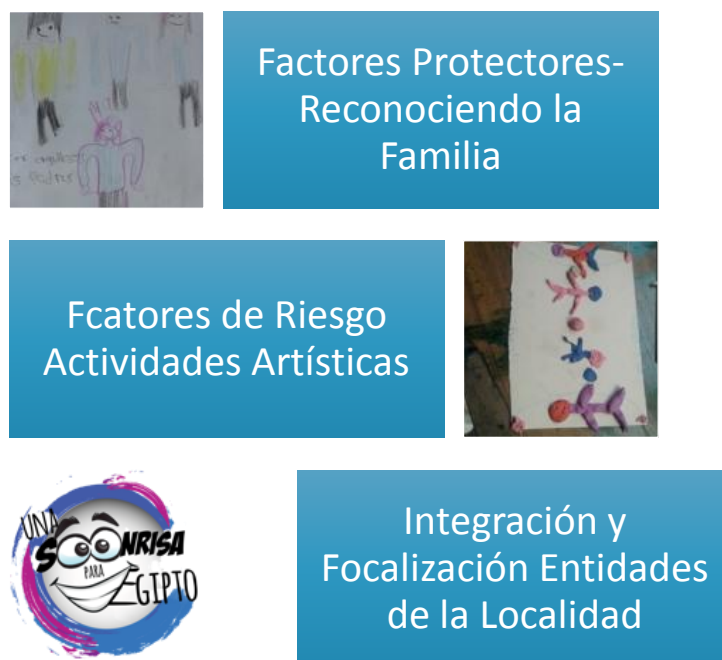 Factores Protectores-
Reconociendo la
Familia
Fcatores de Riesgo
Actividades Artísticas
UNA
SOONRISA
PARA
EGIPTO
Integración y
Focalización Entidades
de la Localidad